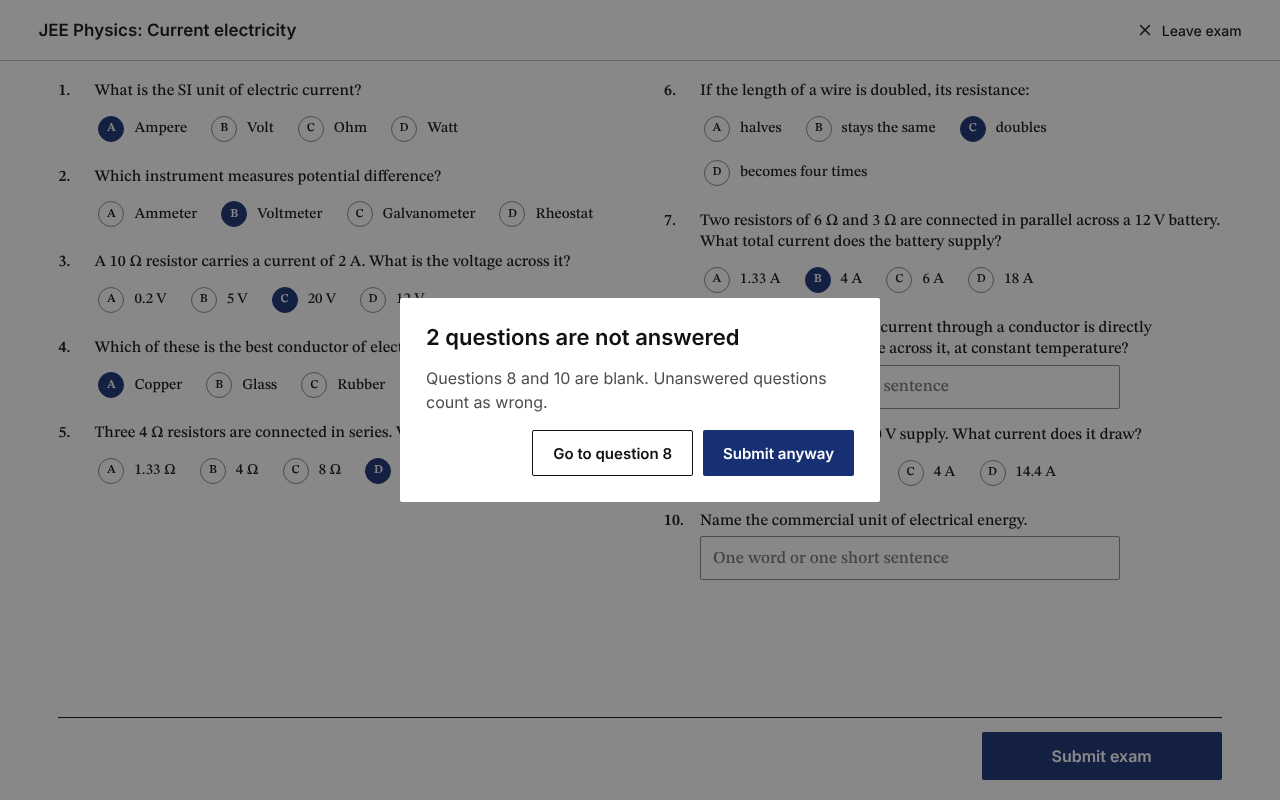 JEE Physics: Current electricity
Leave exam
1. What is the SI unit of electric current?
A Ampere B Volt C Ohm D Watt
2. Which instrument measures potential difference?
A Ammeter B Voltmeter C Galvanometer D Rheostat
3. A 10 Ω resistor carries a current of 2 A. What is the voltage across it?
A 0.2 V B 5 V C 20 V D 12 V
4. Which of these is the best conductor of
A Copper B Glass C Rubber
5. Three 4 Ω resistors are connected in series.
A 1.33 Ω B 4 Ω C 8 Ω D
6. If the length of a wire is doubled, its resistance:
A halves B stays the same C doubles
D becomes four times
7. Two resistors of 6 Ω and 3 Ω are connected in parallel across a 12 V battery.
What total current does the battery supply?
A 1.33 A B 4 A C 6 A D 18 A
current through a conductor is directly
across it, at constant temperature?
sentence
V supply. What current does it draw?
C 4 A D 14.4 A
10. Name the commercial unit of electrical energy.
One word or one short sentence
2 questions are not answered
Questions 8 and 10 are blank. Unanswered questions
count as wrong.
Go to question 8
Submit anyway
Submit exam